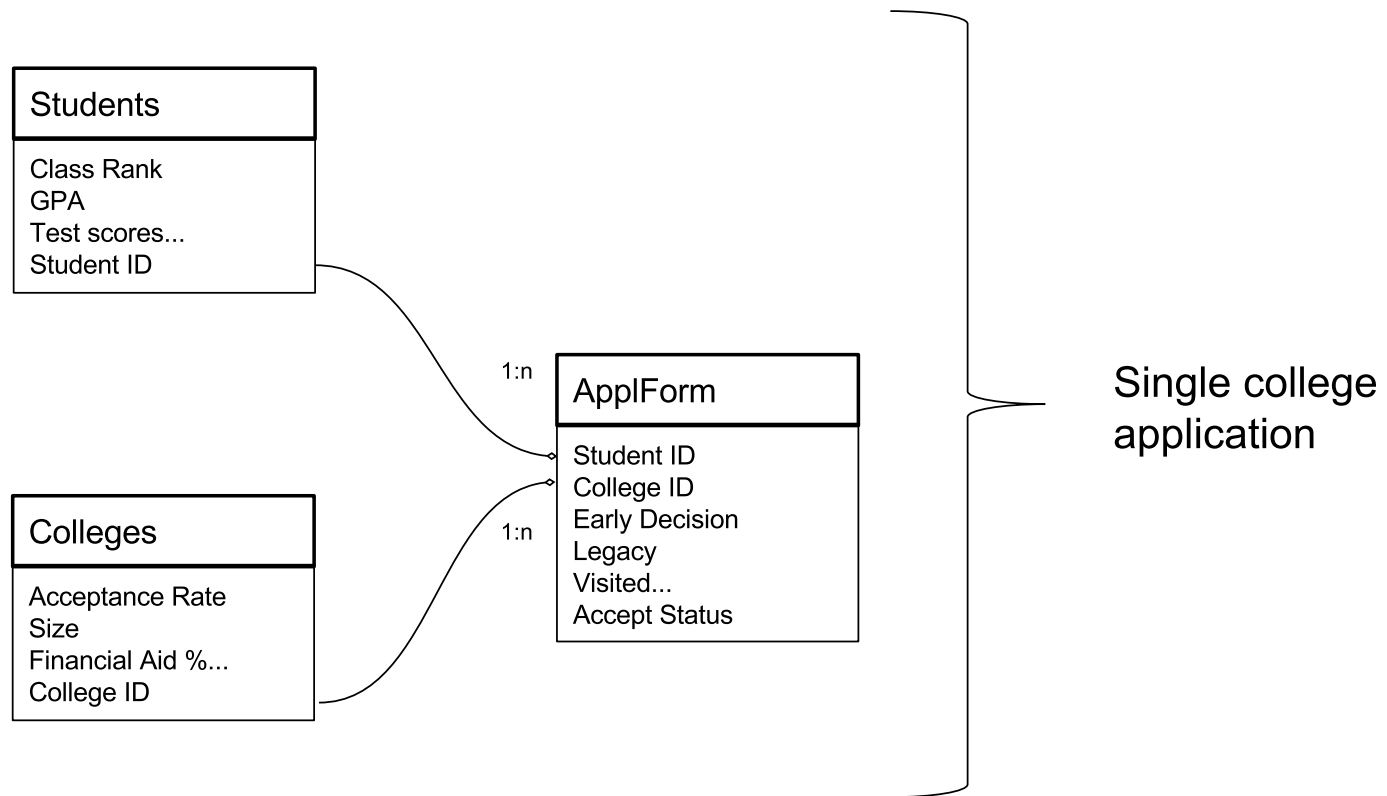 Students
Class Rank
GPA
Test scores...
Student ID
1:n
ApplForm
Student ID
College ID
Early Decision
Legacy
Visited...
Accept Status
Colleges
Acceptance Rate
Size
Financial Aid %...
College ID
1:n
Single college
application